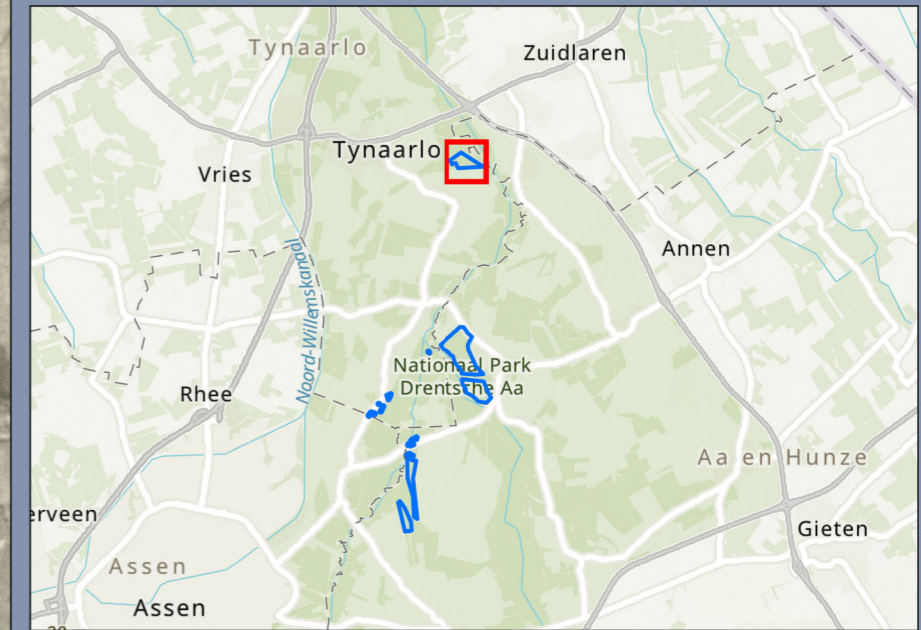 Tynaarlo
Zuidlaren
Tynaarlo
Vries
Annen
Noord-Willemskanaal
Nationaal Park
Drentsche Aa
Rhee
Aa en Hunze
erveen
Gieten
Assen
Assen